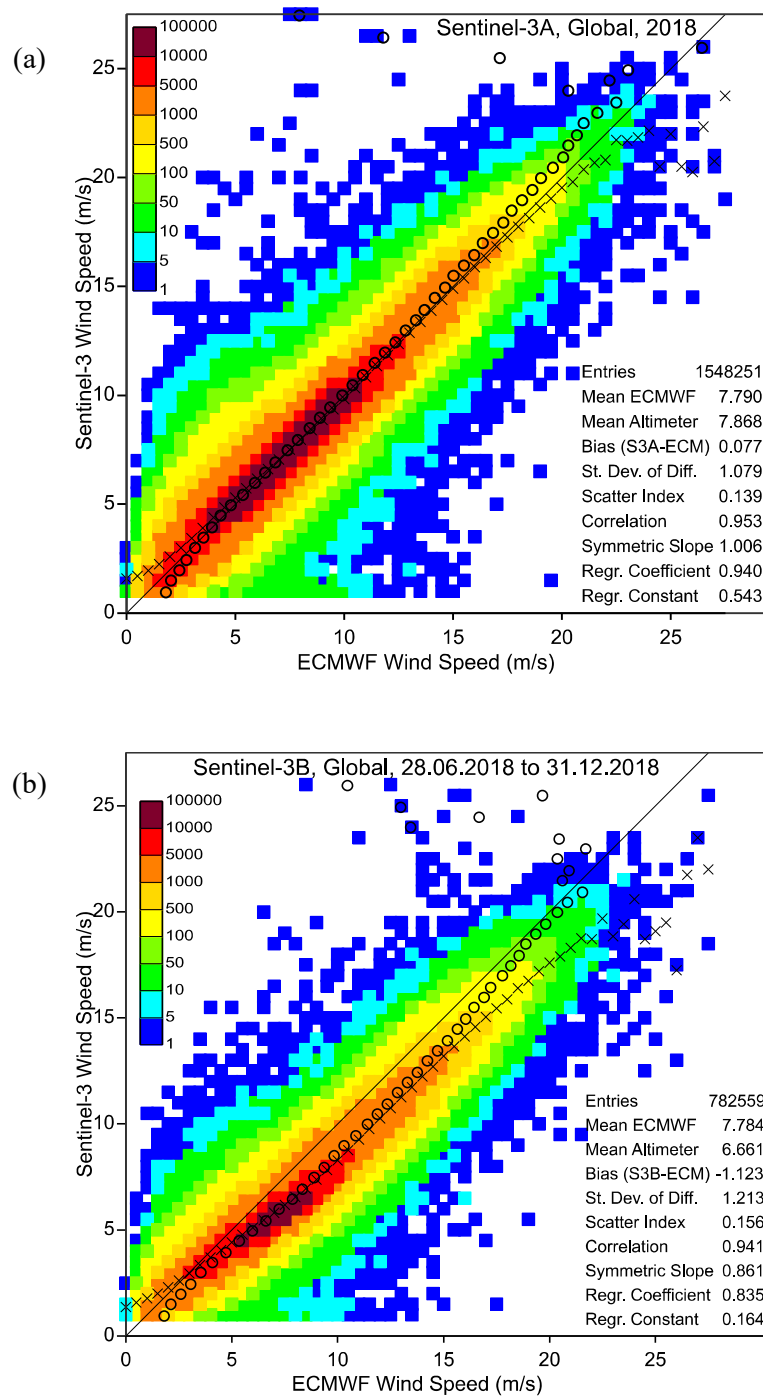 (a)
Sentinel-3A, Global, 2018
100000
10000
5000
1000
500
100
50
10
5
1
25
20
15
10
5
0
Sentinel-3 Wind Speed (m/s)
Entries 1548251
Mean ECMWF 7.790
Mean Altimeter 7.868
Bias (S3A-ECM) 0.077
St. Dev. of Diff. 1.079
Scatter Index 0.139
Correlation 0.953
Symmetric Slope 1.006
Regr. Coefficient 0.940
Regr. Constant 0.543
0 5 10 15 20 25
ECMWF Wind Speed (m/s)
(b)
Sentinel-3B, Global, 28.06.2018 to 31.12.2018
100000
10000
5000
1000
500
100
50
10
5
1
25
20
15
10
5
0
Sentinel-3 Wind Speed (m/s)
Entries 782559
Mean ECMWF 7.784
Mean Altimeter 6.661
Bias (S3B-ECM) -1.123
St. Dev. of Diff. 1.213
Scatter Index 0.156
Correlation 0.941
Symmetric Slope 0.861
Regr. Coefficient 0.835
Regr. Constant 0.164
0 5 10 15 20 25
ECMWF Wind Speed (m/s)